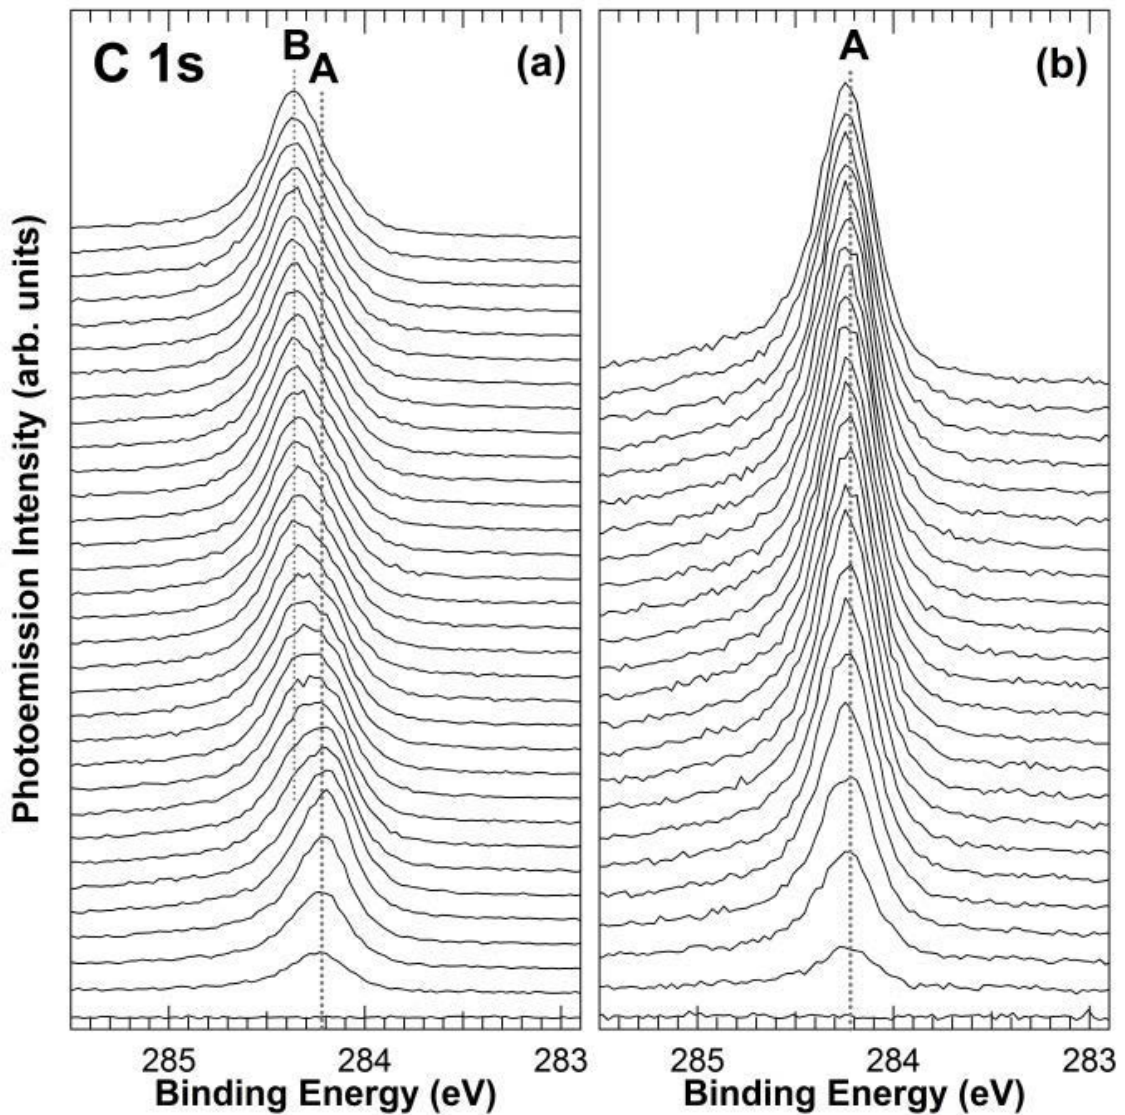 C 1s
B
A
(a)
A
(b)
Photoemission Intensity (arb. units)
285
284
283
285
284
283
Binding Energy (eV)
Binding Energy (eV)